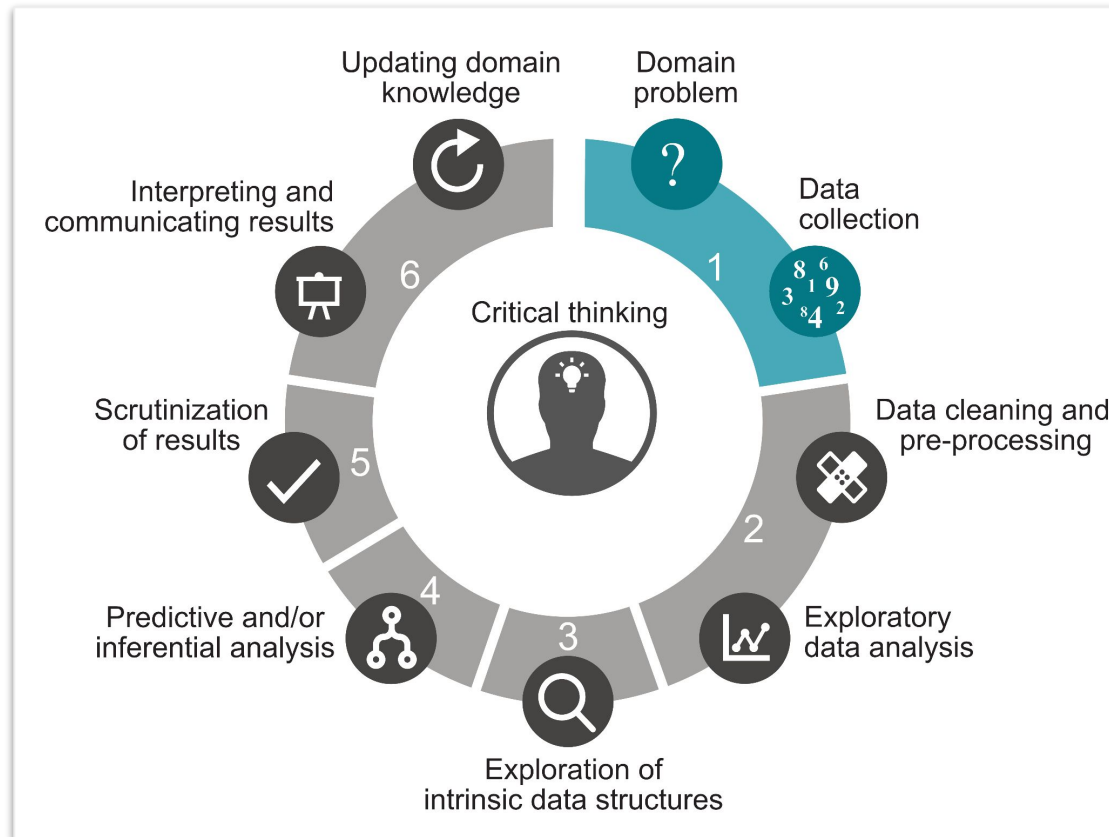 Domain
problem
?
Data
collection
8 6
3 1 9
8 4 2
1
Data cleaning and
pre-processing
2
Exploratory
data analysis
3
Exploration of
intrinsic data structures
4
Predictive and/or
inferential analysis
5
Scrutinization
of results
6
Interpreting and
communicating results
Updating domain
knowledge
Critical thinking